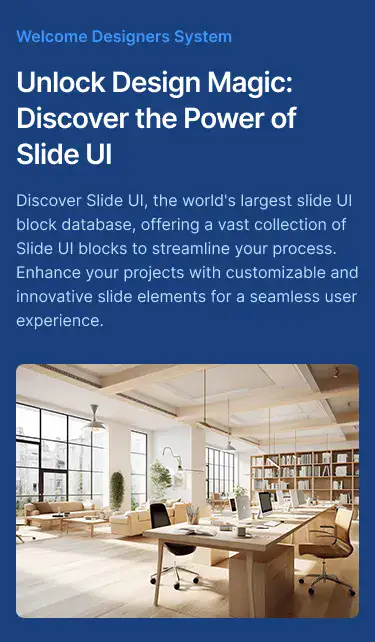 Welcome Designers System
Unlock Design Magic:
Discover the Power of
Slide UI
Discover Slide UI, the world's largest slide UI
block database, offering a vast collection of
Slide UI blocks to streamline your process.
Enhance your projects with customizable and
innovative slide elements for a seamless user
experience.